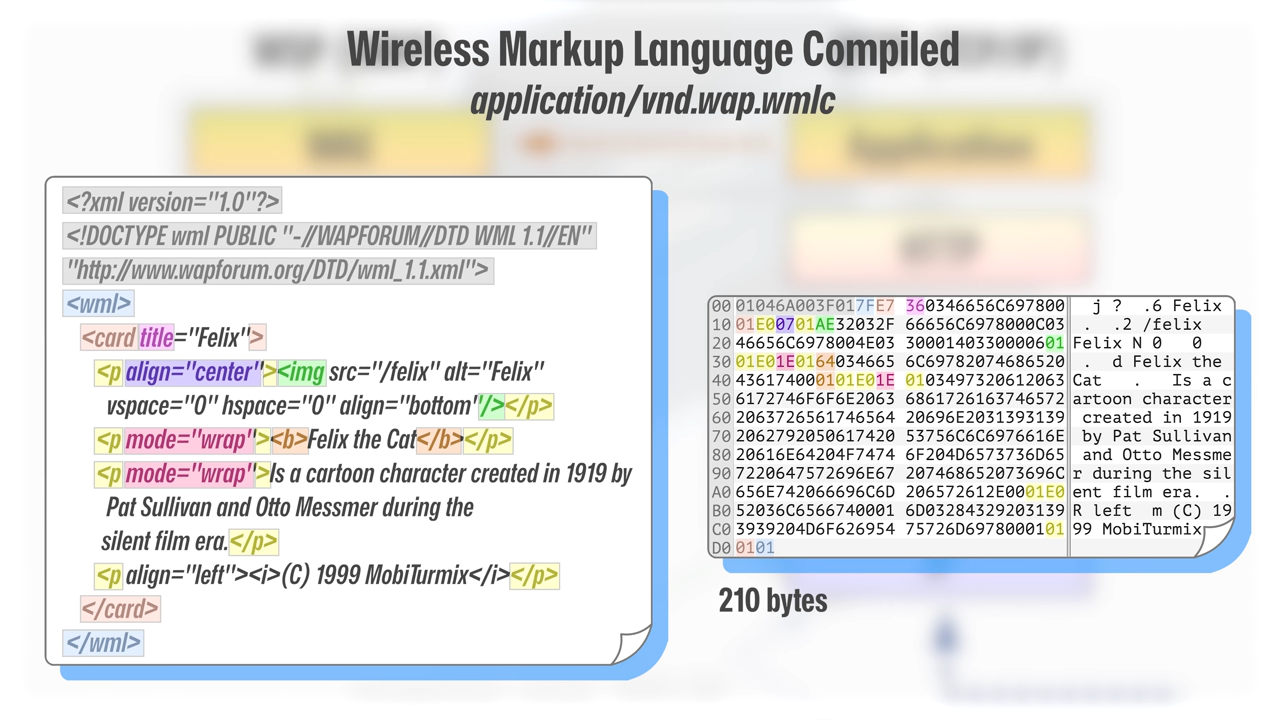 Wireless Markup Language Compiled
application/vnd.wap.wmlc
<?xml version="1.0"?>
<!DOCTYPE wml PUBLIC "-//WAPFORUM//DTD WML 1.1//EN"
"http://www.wapforum.org/DTD/wml_1.1.xml">
<wml>
<card title="Felix">
<p align="center"><img src="/felix" alt="Felix"
vspace="0" hspace="0" align="bottom"/></p>
<p mode="wrap"><b>Felix the Cat</b></p>
<p mode="wrap">Is a cartoon character created in 1919 by
Pat Sullivan and Otto Messmer during the
silent film era.</p>
<p align="left"><i>(C) 1999 MobiTurmix</i></p>
</card>
</wml>
00 01046A003F017FE7 360346656C697800 j ? .6 Felix
10 01E00701AE32032F 66656C6978000C03 . .2 /felix
20 46656C6978004E03 3000140330000601 Felix N 0 0
30 01E01E0164034665 6C69782074686520 . d Felix the
40 436174000101E01E 0103497320612063 Cat . Is a c
50 6172746F6F6E2063 6861726163746572 artoon character
60 2063726561746564 20696E2031393139 created in 1919
70 2062792050617420 53756C6C6976616E by Pat Sullivan
80 20616E64204F7474 6F204D6573736D65 and Otto Messme
90 7220647572696E67 207468652073696C r during the sil
A0 656E742066696C6D 206572612E0001E0 ent film era. .
B0 52036C6566740001 6D03284329203139 R left m (C) 19
C0 3939204D6F626954 75726D6978000101 99 MobiTurmix
D0 0101
210 bytes